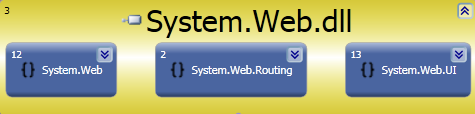 3
System.Web.dll
12
{} System.Web
2
{} System.Web.Routing
13
{} System.Web.UI